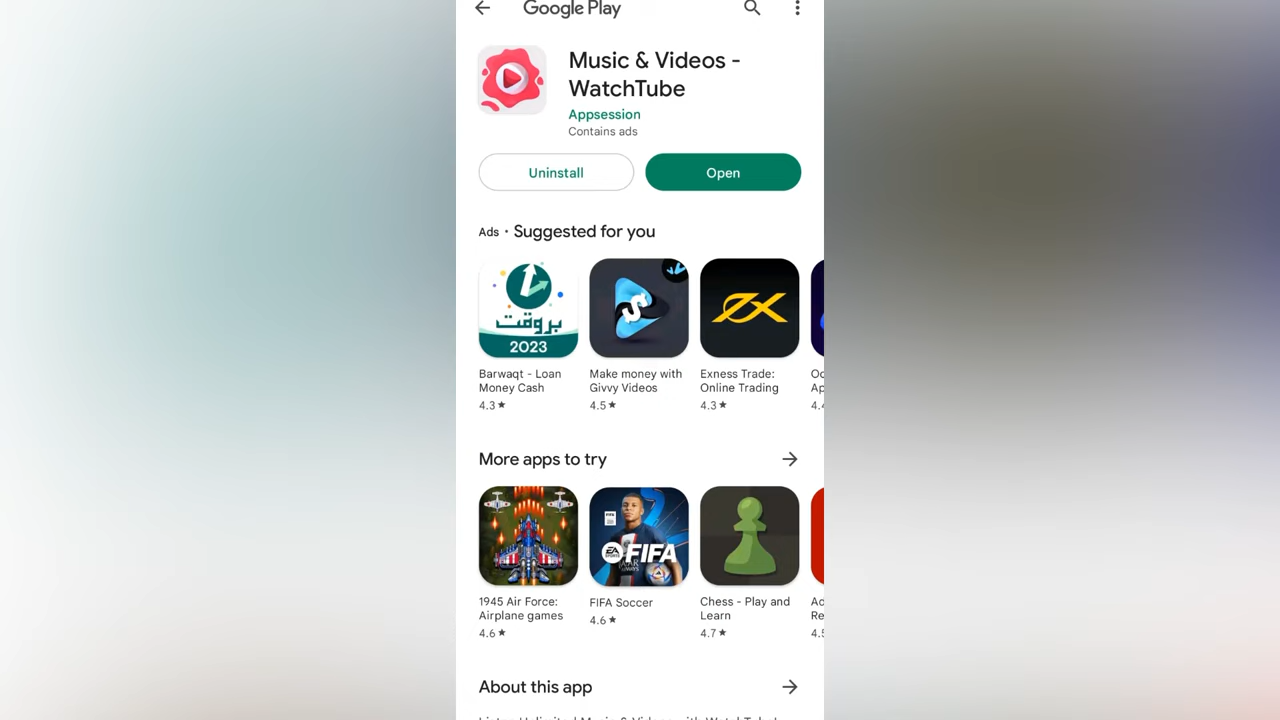 Google Play
Music & Videos -
WatchTube
Appsession
Contains ads
Uninstall
Open
Ads • Suggested for you
بروقت
2023
Barwaqt - Loan
Money Cash
4.3★
Make money with
Givvy Videos
4.5★
Exness Trade:
Online Trading
4.3★
More apps to try
1945 Air Force:
Airplane games
4.6★
FIFA
EA
SPORTS
FIFA
FIFA Soccer
4.6★
Chess - Play and
Learn
4.7★
About this app